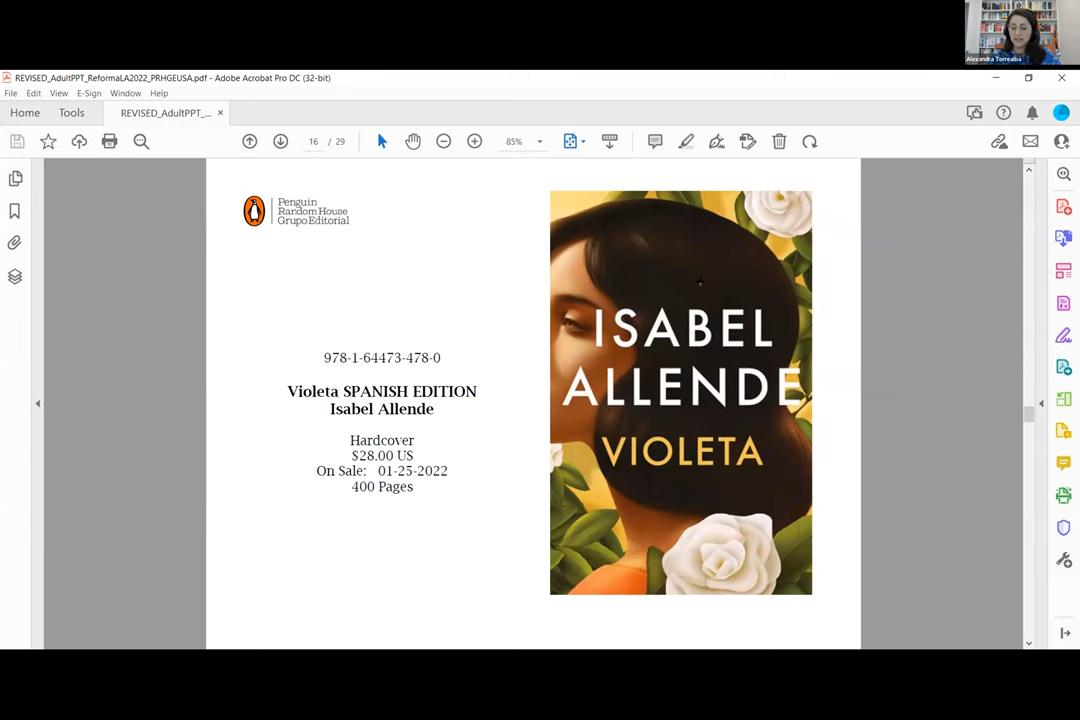 Alexandra Torrealba
REVISED_AdultPPT_ReformaLA2022_PRHGEUSA.pdf - Adobe Acrobat Pro DC (32-bit)
File Edit View E-Sign Window Help
Home Tools REVISED_AdultPPT_... ×
16 / 29 85%
Penguin
Random House
Grupo Editorial
978-1-64473-478-0
Violeta SPANISH EDITION
Isabel Allende
Hardcover
$28.00 US
On Sale: 01-25-2022
400 Pages
ISABEL
ALLENDE
VIOLETA